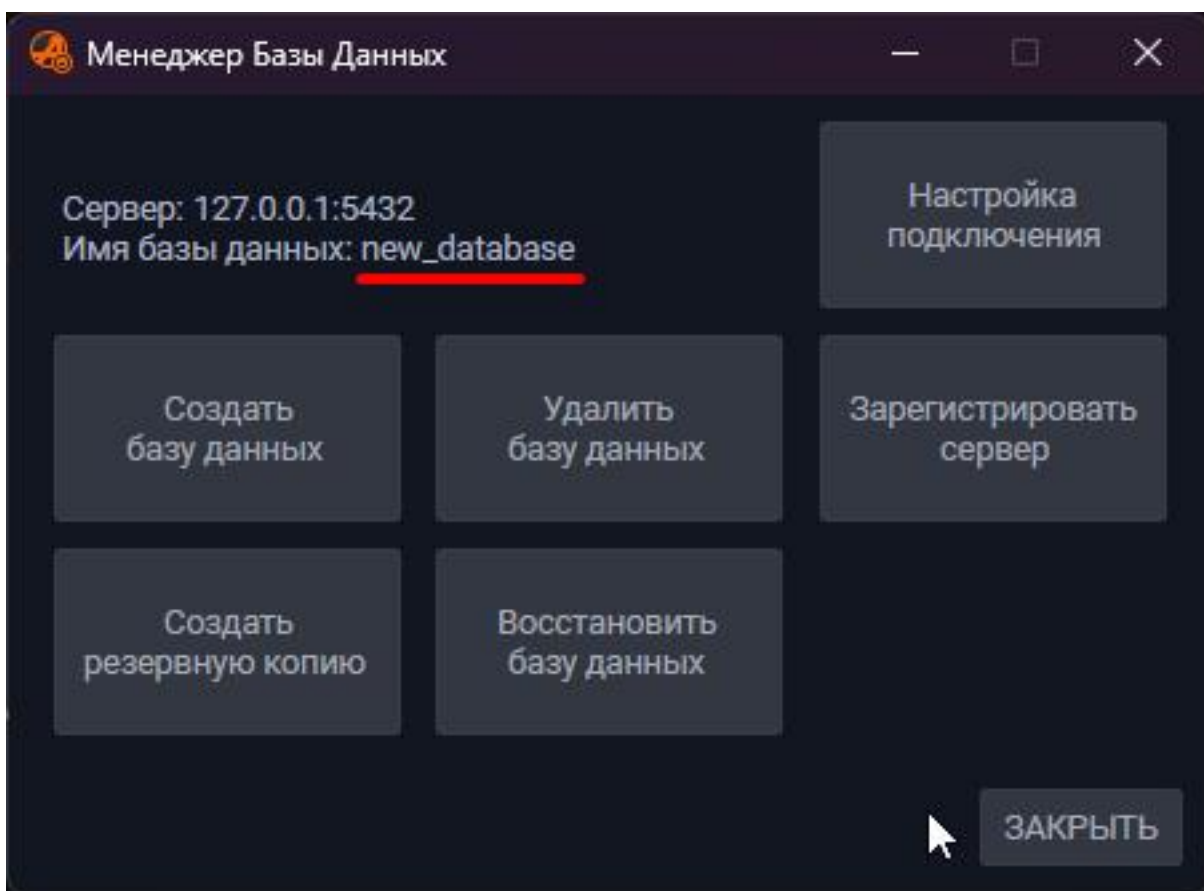 Менеджер Базы Данных
Сервер: 127.0.0.1:5432
Имя базы данных: new_database
Настройка
подключения
Создать
базу данных
Удалить
базу данных
Зарегистрировать
сервер
Создать
резервную копию
Восстановить
базу данных
ЗАКРЫТЬ